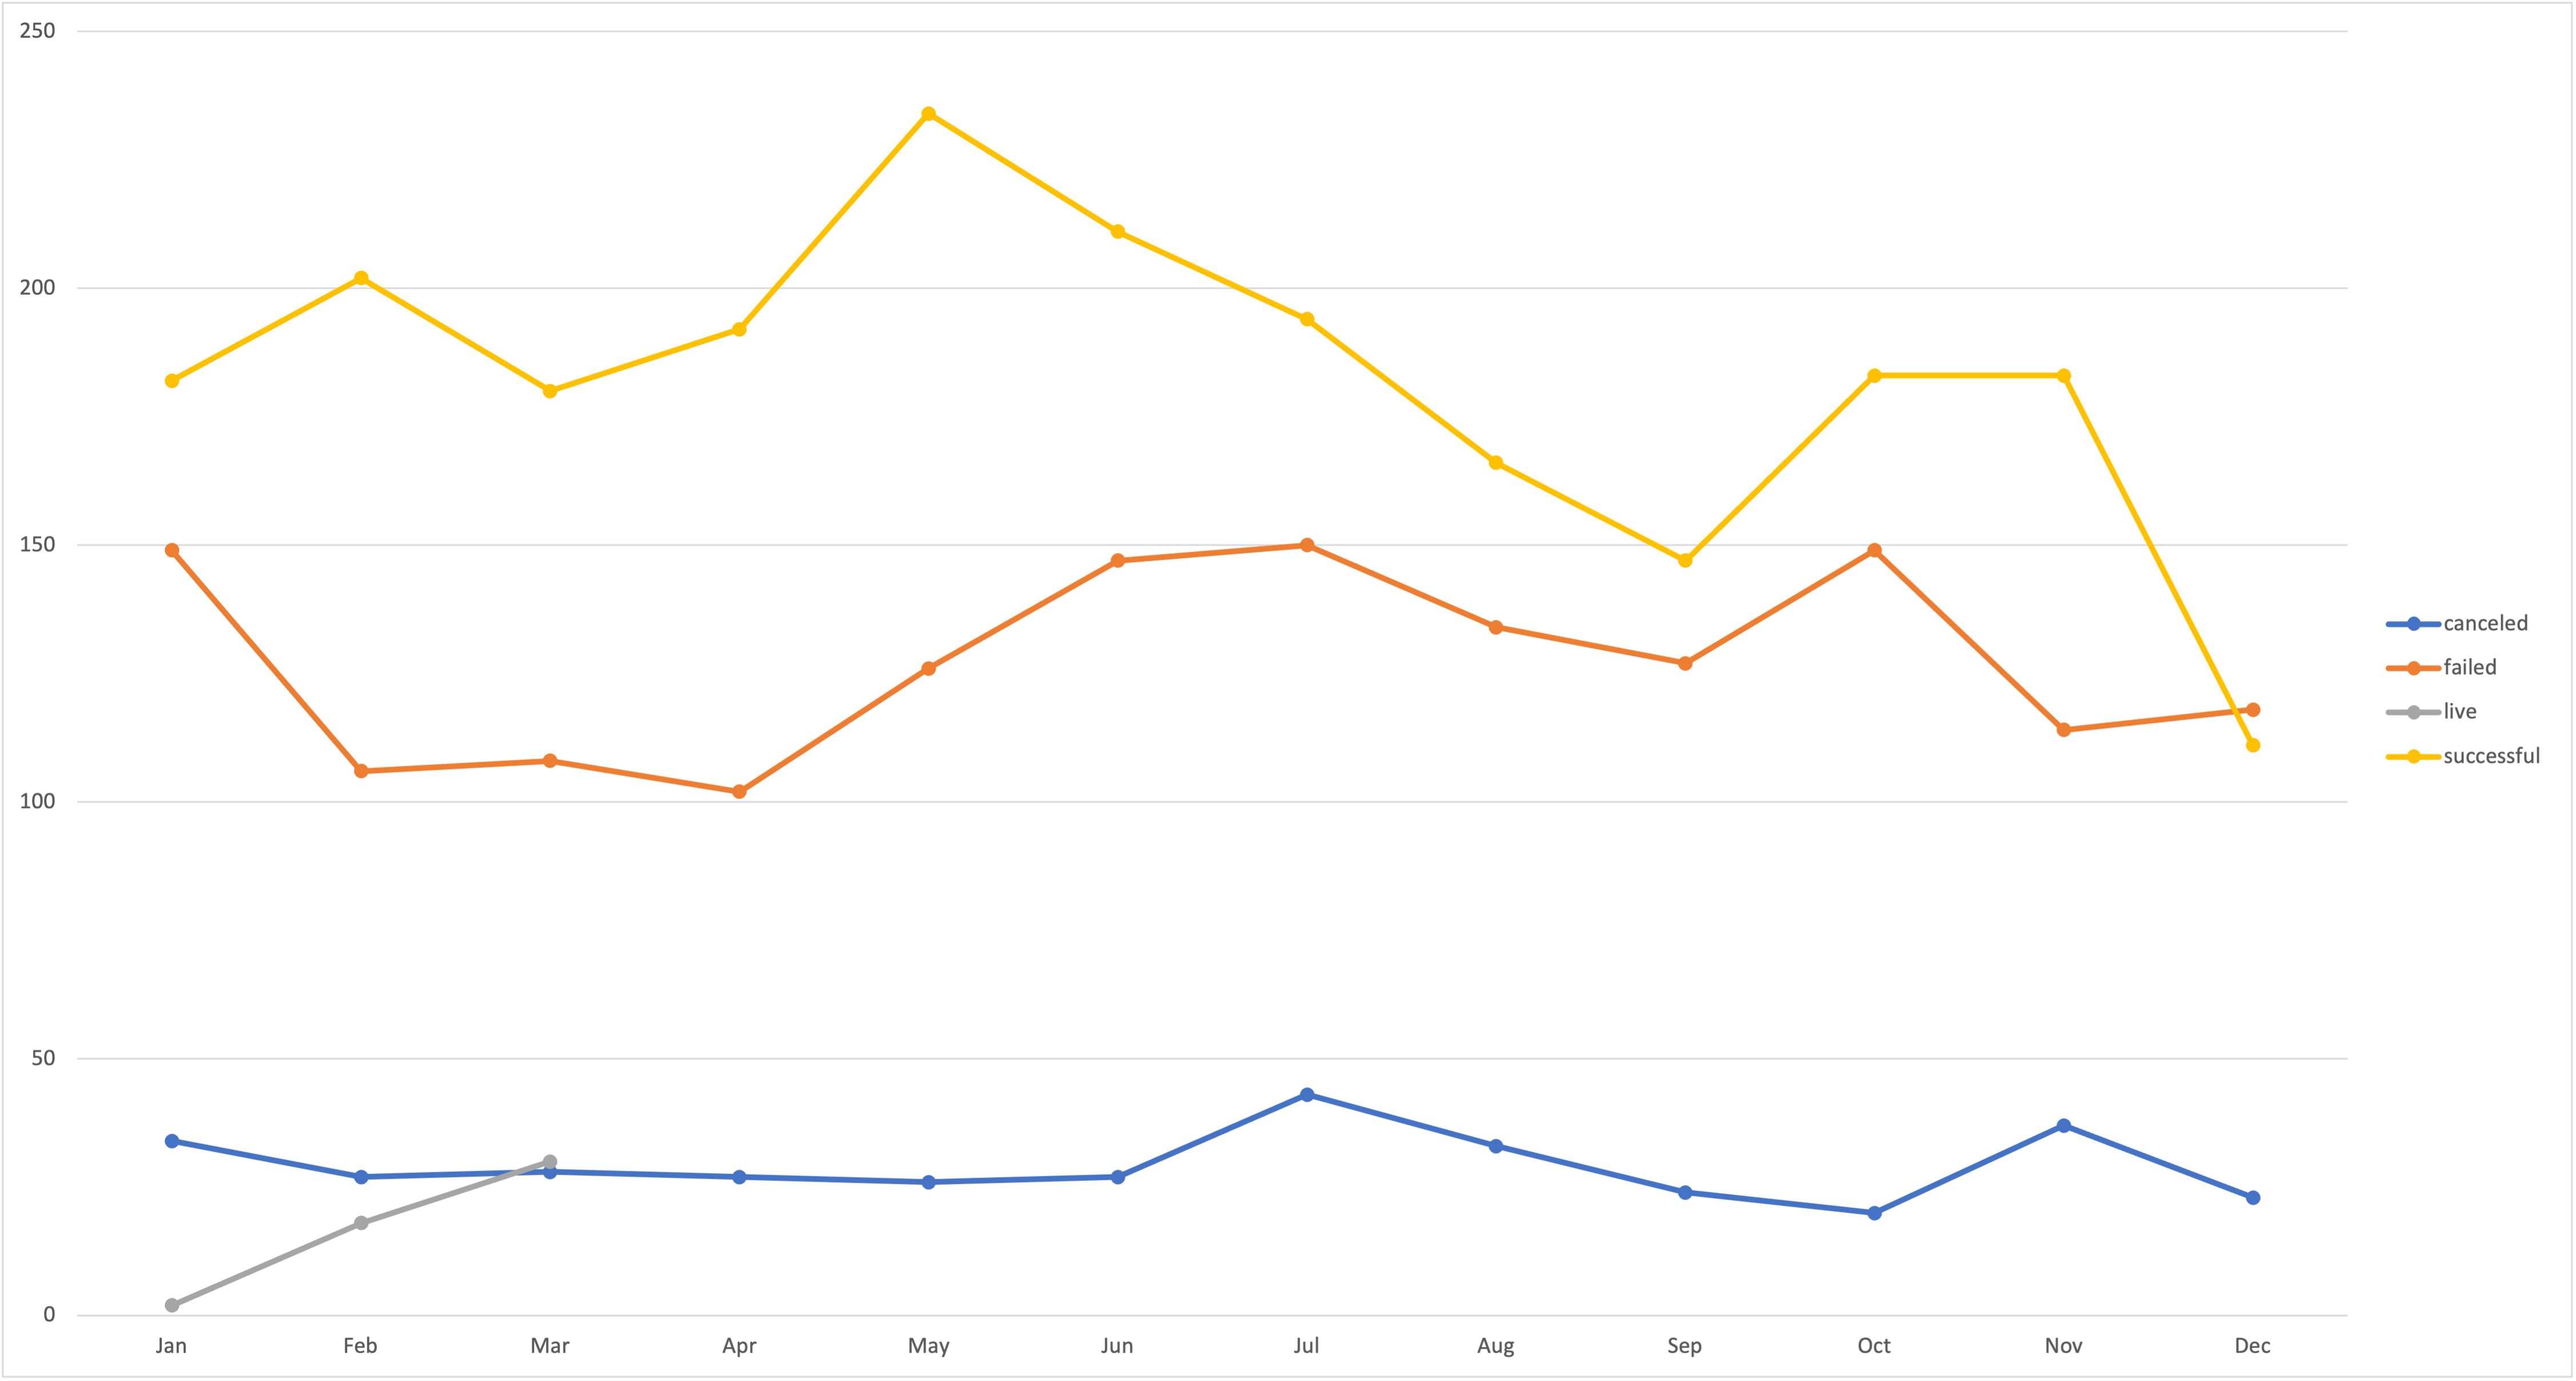 250
200
150
100
50
0
Jan Feb Mar Apr May Jun Jul Aug Sep Oct Nov Dec
canceled
failed
live
successful